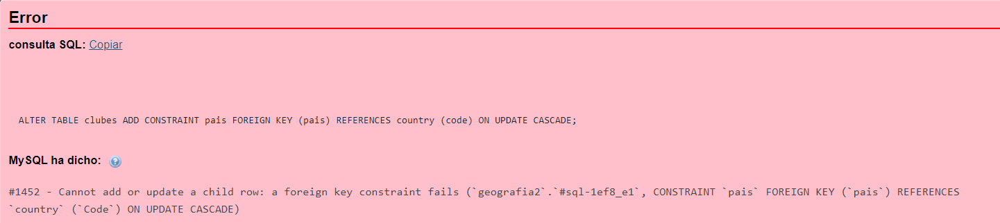 Error
consulta SQL: Copiar
ALTER TABLE clubes ADD CONSTRAINT pais FOREIGN KEY (pais) REFERENCES country (code) ON UPDATE CASCADE;
MySQL ha dicho:
#1452 - Cannot add or update a child row: a foreign key constraint fails (`geografia2`.`#sql-1ef8_e1`, CONSTRAINT `pais` FOREIGN KEY (`pais`) REFERENCES
`country` (`Code`) ON UPDATE CASCADE)